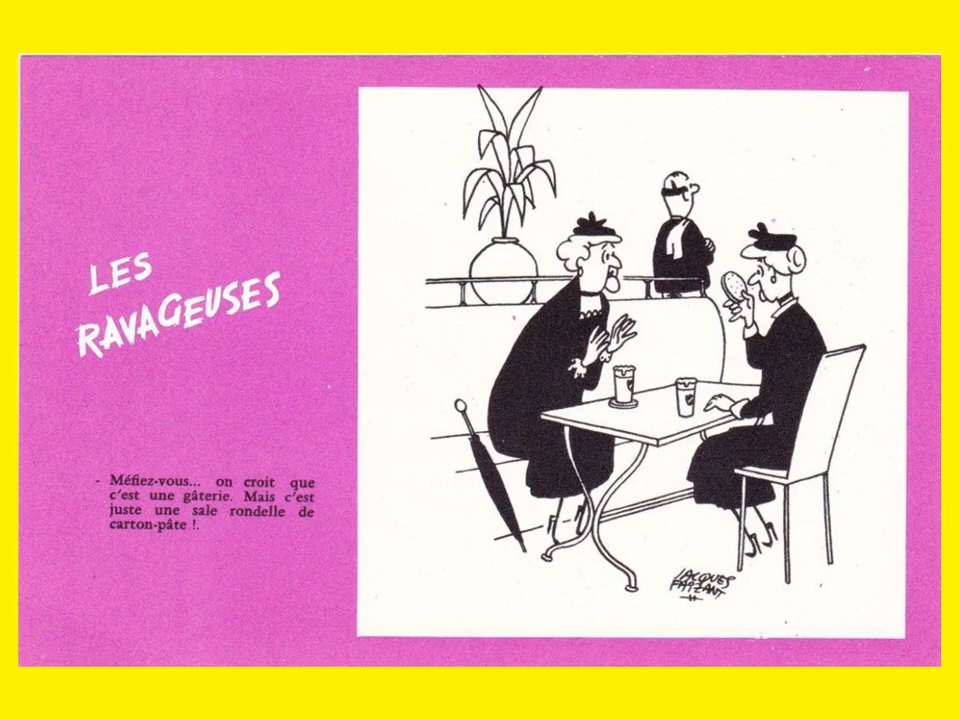 LES
RAVAGEUSES
- Méfiez-vous... on croit que
c'est une gâterie. Mais c'est
juste une sale rondelle de
carton-pâte !.
JACQUES
FAIZANT